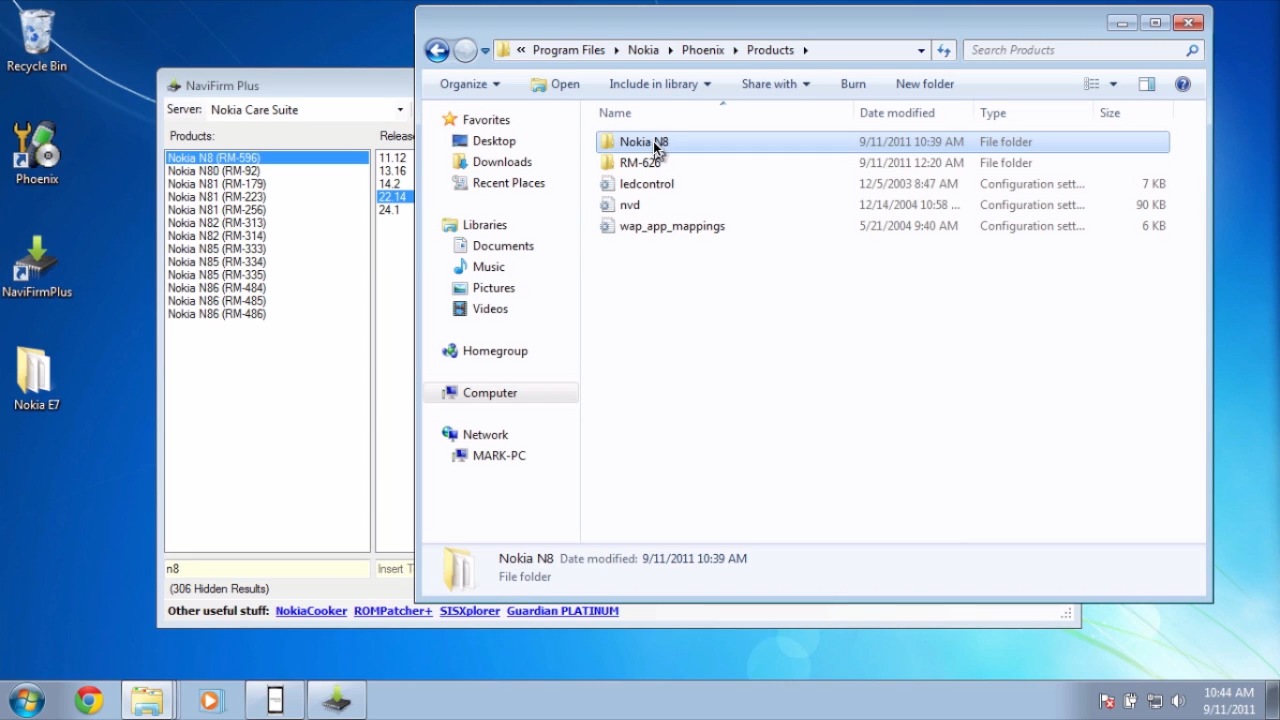 Recycle Bin
Phoenix
NaviFirmPlus
Nokia E7
NaviFirm Plus
Server: Nokia Care Suite
Products:
Nokia N8 (RM-596)
Nokia N80 (RM-92)
Nokia N81 (RM-179)
Nokia N81 (RM-223)
Nokia N81 (RM-256)
Nokia N82 (RM-313)
Nokia N82 (RM-314)
Nokia N85 (RM-333)
Nokia N85 (RM-334)
Nokia N85 (RM-335)
Nokia N86 (RM-484)
Nokia N86 (RM-485)
Nokia N86 (RM-486)
Release
11.12
13.16
14.2
22.14
24.1
n8
Insert T
(306 Hidden Results)
Other useful stuff: NokiaCooker ROMPatcher+ SISXplorer Guardian PLATINUM
« Program Files Nokia Phoenix Products
Search Products
Organize Open Include in library Share with Burn New folder
Favorites
Desktop
Downloads
Recent Places
Libraries
Documents
Music
Pictures
Videos
Homegroup
Computer
Network
MARK-PC
Name Date modified Type Size
Nokia N8 9/11/2011 10:39 AM File folder
RM-626 9/11/2011 12:20 AM File folder
ledcontrol 12/5/2003 8:47 AM Configuration sett... 7 KB
nvd 12/14/2004 10:58 ... Configuration sett... 90 KB
wap_app_mappings 5/21/2004 9:40 AM Configuration sett... 6 KB
Nokia N8 Date modified: 9/11/2011 10:39 AM
File folder
10:44 AM
9/11/2011